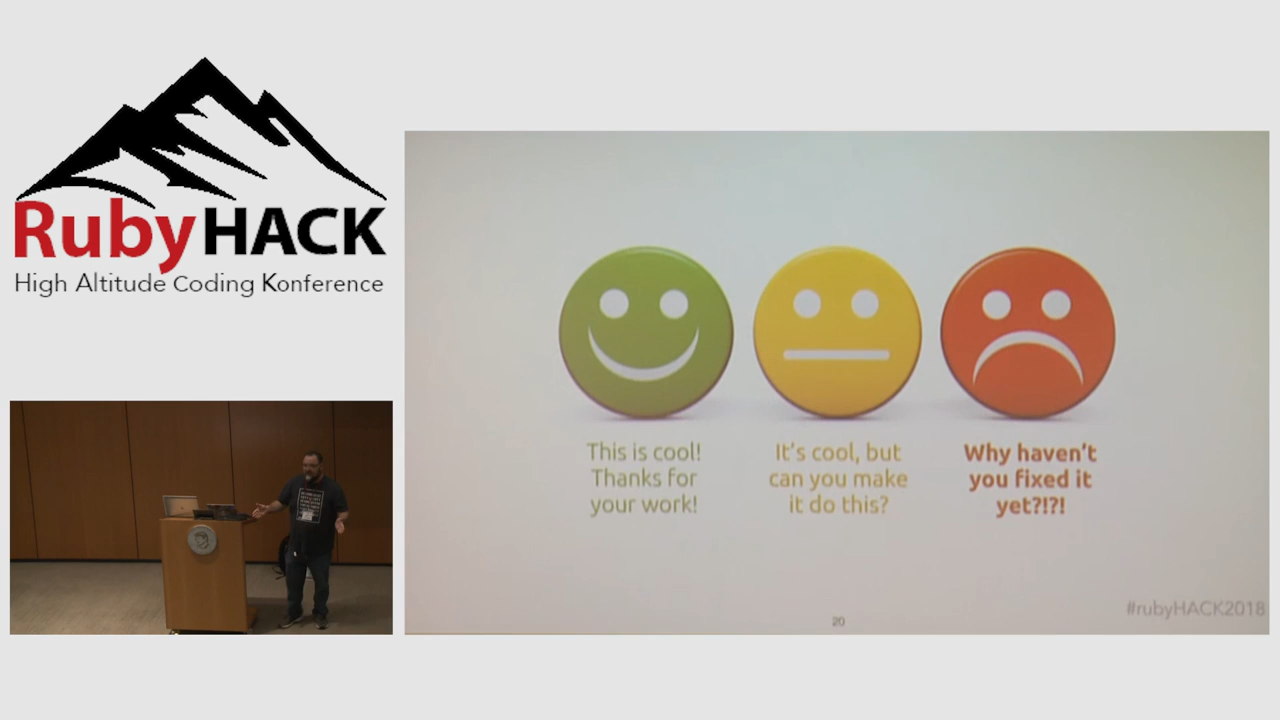 RubyHACK
High Altitude Coding Konference
This is cool!
Thanks for
your work!
It's cool, but
can you make
it do this?
Why haven't
you fixed it
yet?!?!
20
#rubyHACK2018